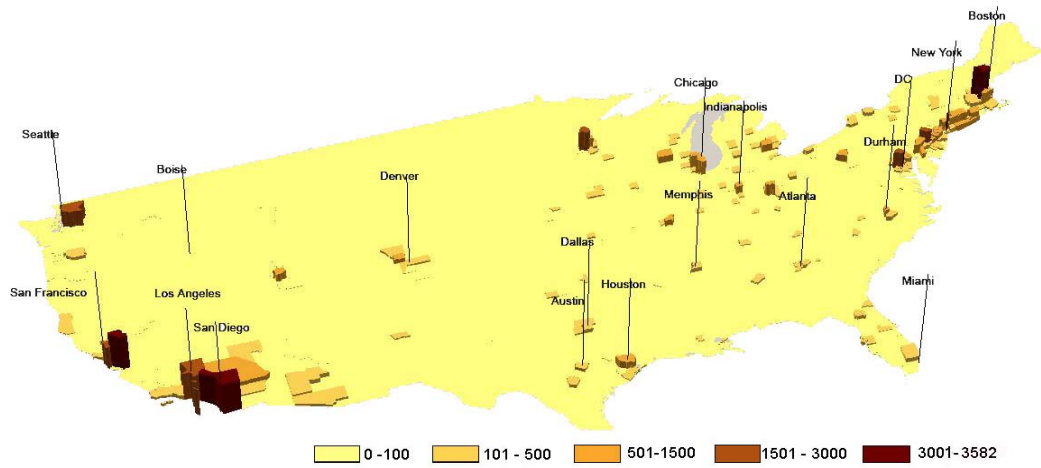 Boston
New York
Chicago
DC
Indianapolis
Seattle
Durham
Boise
Denver
Memphis
Atlanta
Dallas
San Francisco
Los Angeles
Houston
Miami
Austin
San Diego
0 -100
101 - 500
501-1500
1501 - 3000
3001- 3582